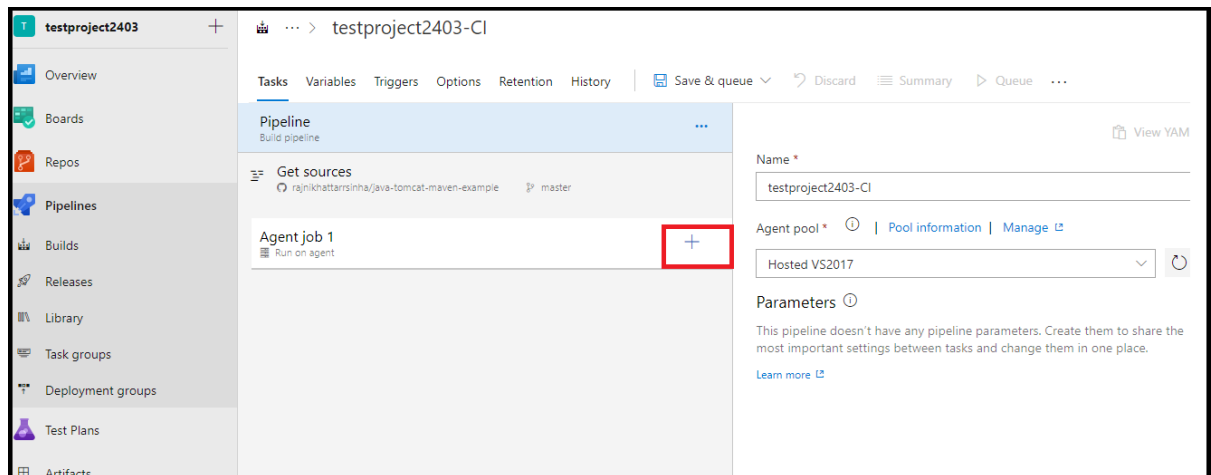 T testproject2403
... > testproject2403-CI
Overview
Boards
Repos
Pipelines
Builds
Releases
Library
Task groups
Deployment groups
Test Plans
Artifacts
Tasks Variables Triggers Options Retention History Save & queue Discard Summary Queue ...
Pipeline
Build pipeline
...
Get sources
rajnikhattarrsinha/java-tomcat-maven-example master
Agent job 1
Run on agent
View YAM
Name *
testproject2403-CI
Agent pool * | Pool information | Manage
Hosted VS2017
Parameters
This pipeline doesn't have any pipeline parameters. Create them to share the
most important settings between tasks and change them in one place.
Learn more